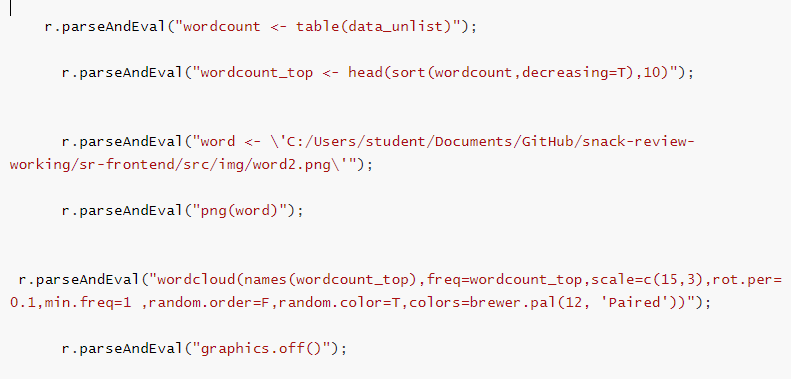 r.parseAndEval("wordcount <- table(data_unlist)");
r.parseAndEval("wordcount_top <- head(sort(wordcount,decreasing=T),10)");
r.parseAndEval("word <- \'C:/Users/student/Documents/GitHub/snack-review-
working/sr-frontend/src/img/word2.png\'");
r.parseAndEval("png(word)");
r.parseAndEval("wordcloud(names(wordcount_top),freq=wordcount_top,scale=c(15,3),rot.per=
0.1,min.freq=1 ,random.order=F,random.color=T,colors=brewer.pal(12, 'Paired'))");
r.parseAndEval("graphics.off()");